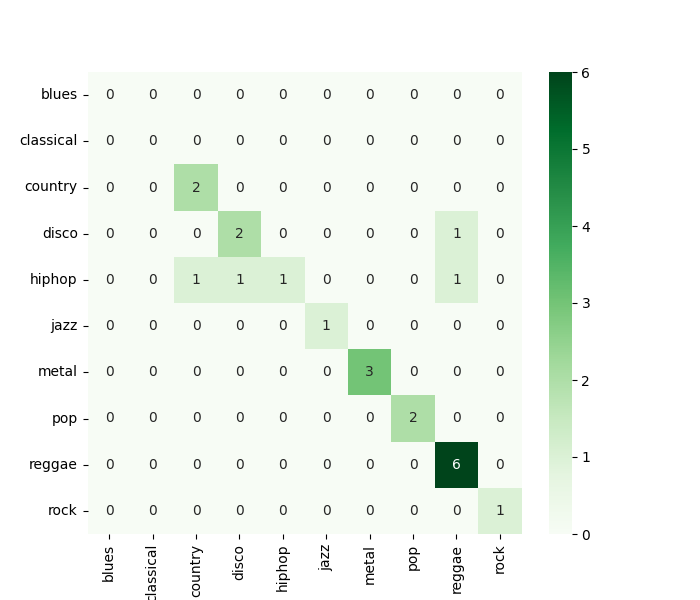 blues 0 0 0 0 0 0 0 0 0 0
classical 0 0 0 0 0 0 0 0 0 0
country 0 0 2 0 0 0 0 0 0 0
disco 0 0 0 2 0 0 0 0 1 0
hiphop 0 0 1 1 1 0 0 0 1 0
jazz 0 0 0 0 0 1 0 0 0 0
metal 0 0 0 0 0 0 3 0 0 0
pop 0 0 0 0 0 0 0 2 0 0
reggae 0 0 0 0 0 0 0 0 6 0
rock 0 0 0 0 0 0 0 0 0 1
blues classical country disco hiphop jazz metal pop reggae rock
6
5
4
3
2
1
0